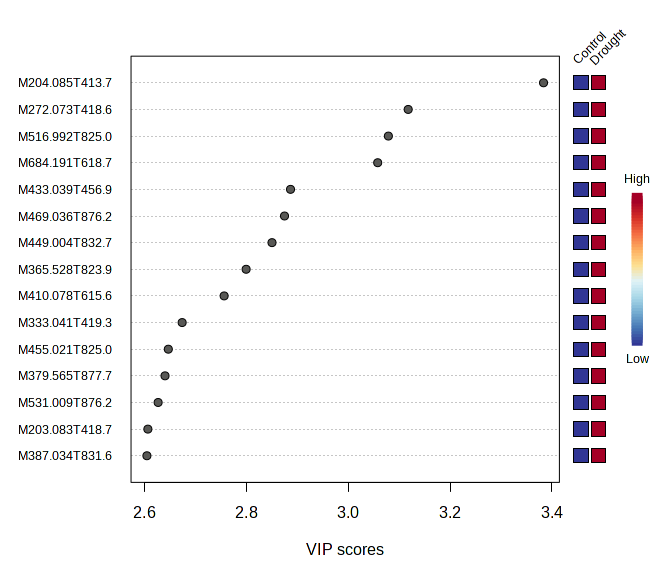 Control
Drought
M204.085T413.7
M272.073T418.6
M516.992T825.0
M684.191T618.7
M433.039T456.9
M469.036T876.2
M449.004T832.7
M365.528T823.9
M410.078T615.6
M333.041T419.3
M455.021T825.0
M379.565T877.7
M531.009T876.2
M203.083T418.7
M387.034T831.6
High
Low
2.6 2.8 3.0 3.2 3.4
VIP scores